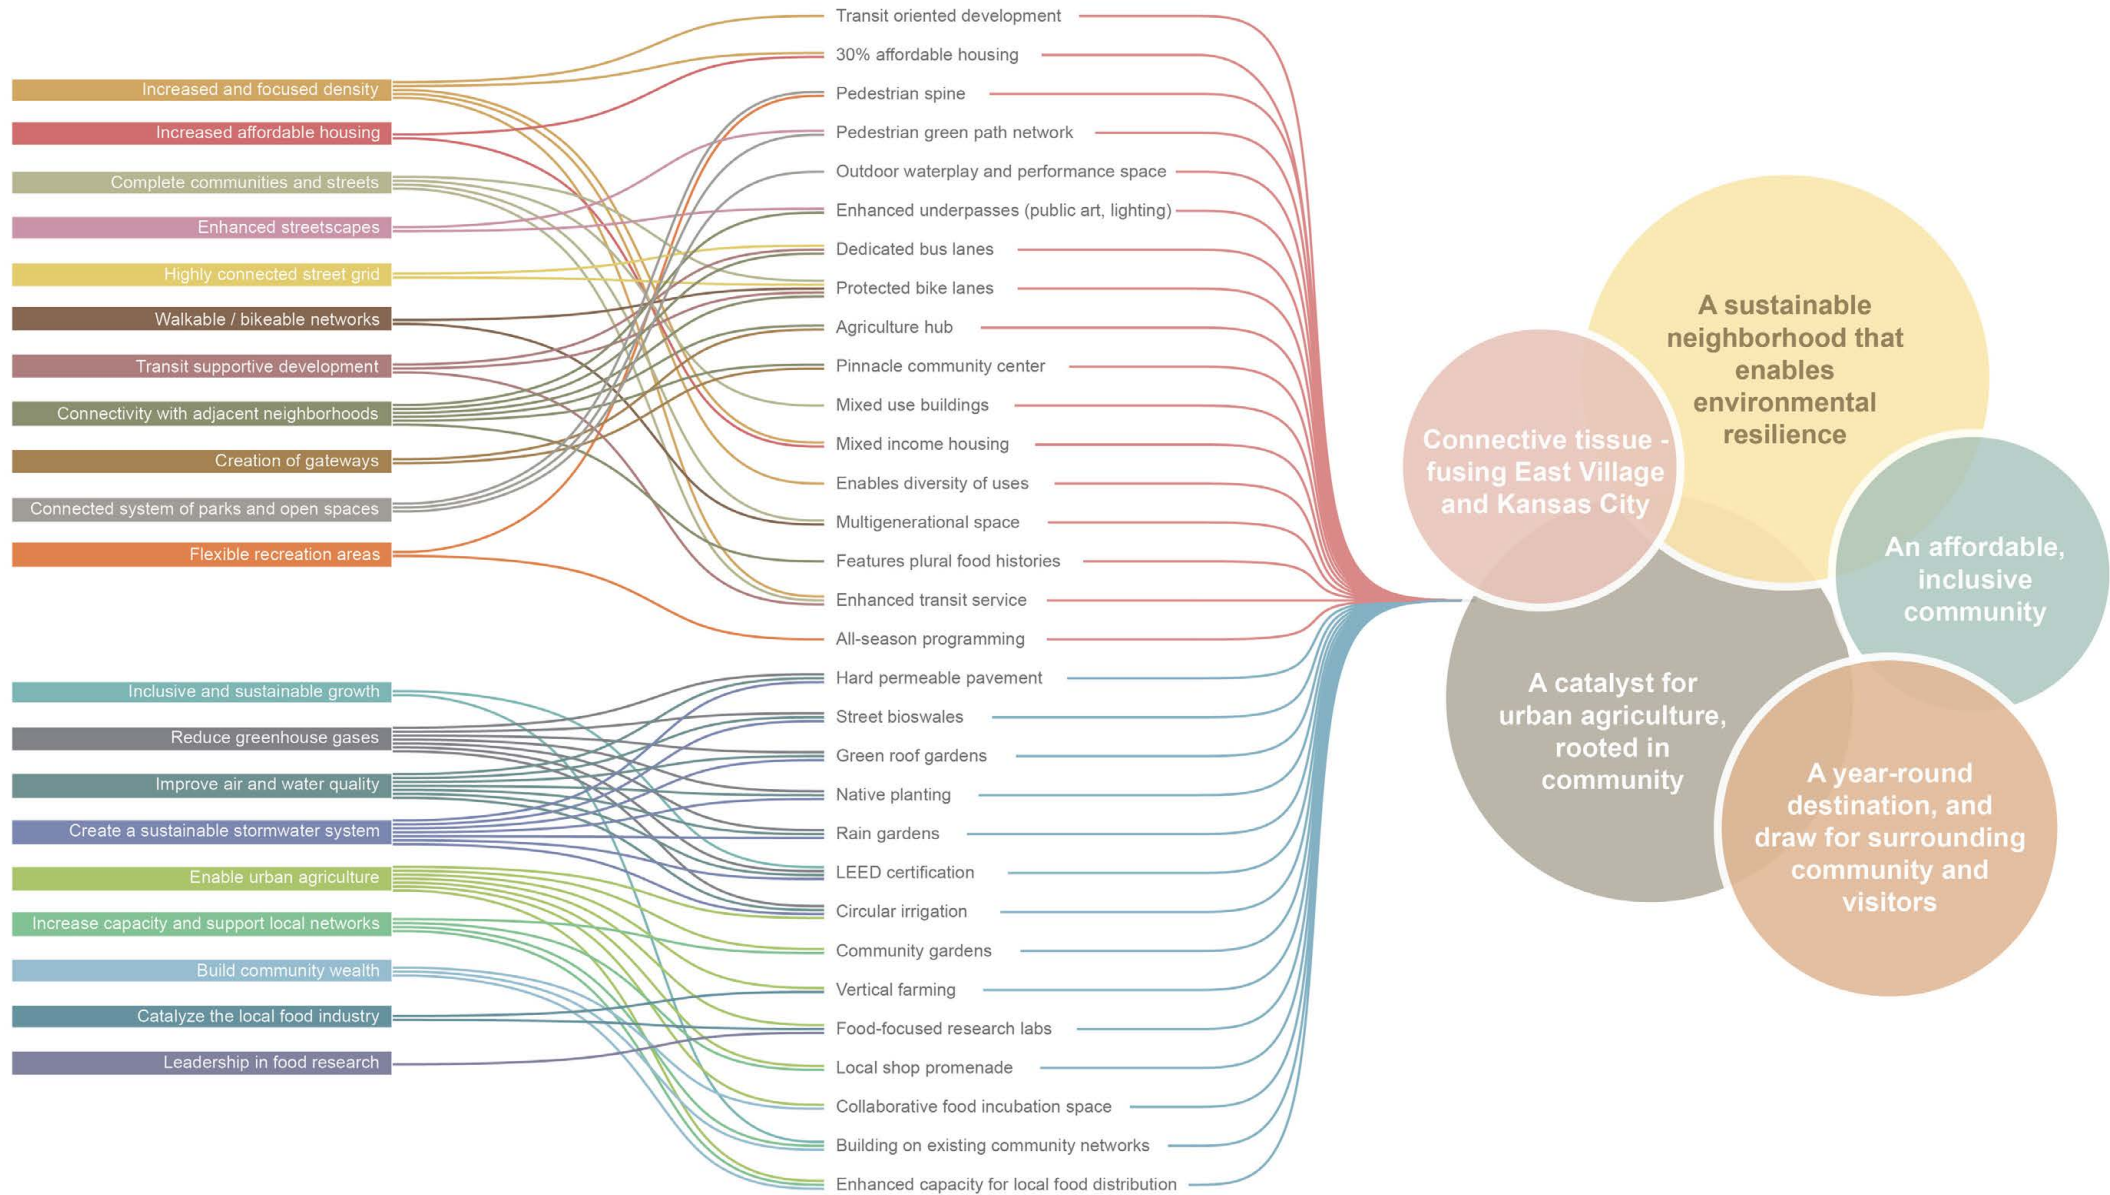 Increased and focused density
Increased affordable housing
Complete communities and streets
Enhanced streetscapes
Highly connected street grid
Walkable / bikeable networks
Transit supportive development
Connectivity with adjacent neighborhoods
Creation of gateways
Connected system of parks and open spaces
Flexible recreation areas
Inclusive and sustainable growth
Reduce greenhouse gases
Improve air and water quality
Create a sustainable stormwater system
Enable urban agriculture
Increase capacity and support local networks
Build community wealth
Catalyze the local food industry
Leadership in food research
Transit oriented development
30% affordable housing
Pedestrian spine
Pedestrian green path network
Outdoor waterplay and performance space
Enhanced underpasses (public art, lighting)
Dedicated bus lanes
Protected bike lanes
Agriculture hub
Pinnacle community center
Mixed use buildings
Mixed income housing
Enables diversity of uses
Multigenerational space
Features plural food histories
Enhanced transit service
All-season programming
Hard permeable pavement
Street bioswales
Green roof gardens
Native planting
Rain gardens
LEED certification
Circular irrigation
Community gardens
Vertical farming
Food-focused research labs
Local shop promenade
Collaborative food incubation space
Building on existing community networks
Enhanced capacity for local food distribution
A sustainable
neighborhood that
enables
environmental
resilience
Connective tissue -
fusing East Village
and Kansas City
An affordable,
inclusive
community
A catalyst for
urban agriculture,
rooted in
community
A year-round
destination, and
draw for surrounding
community and
visitors